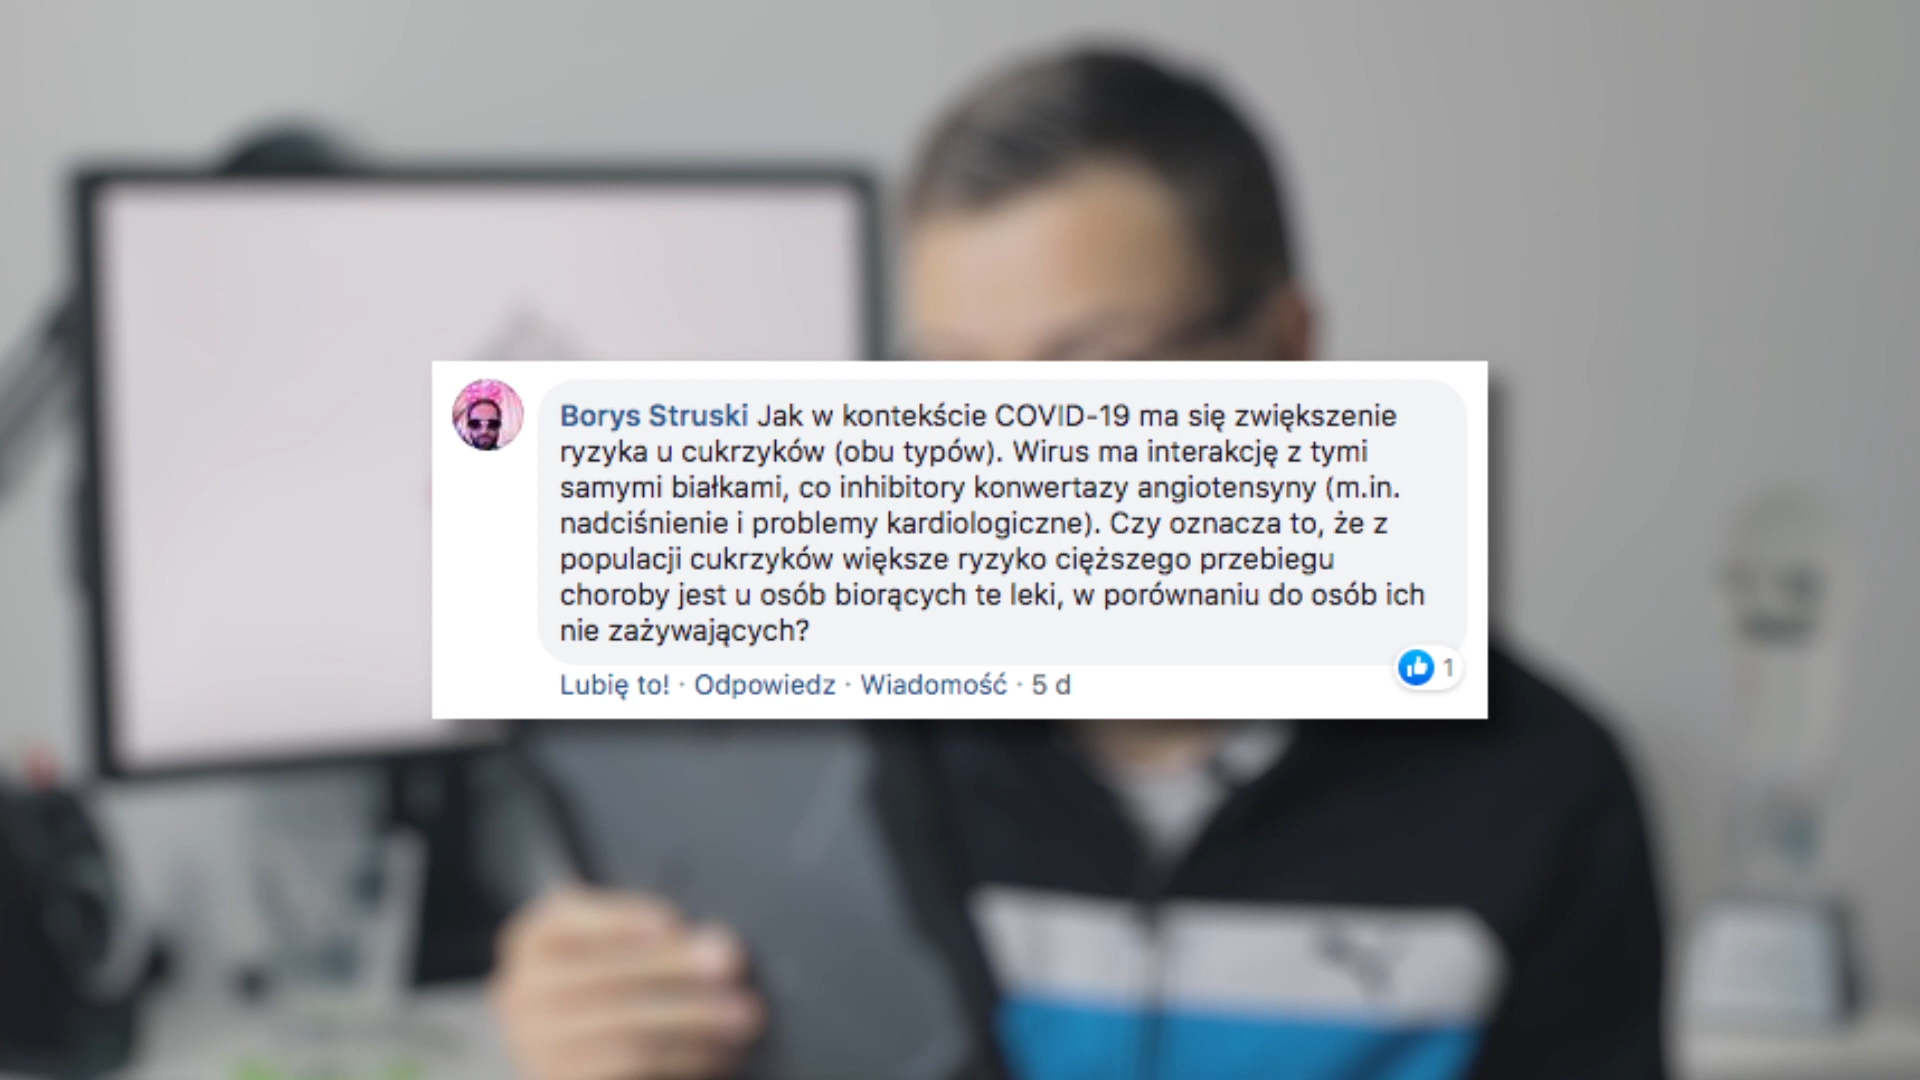 Borys Struski Jak w kontekście COVID-19 ma się zwiększenie
ryzyka u cukrzyków (obu typów). Wirus ma interakcję z tymi
samymi białkami, co inhibitory konwertazy angiotensyny (m.in.
nadciśnienie i problemy kardiologiczne). Czy oznacza to, że z
populacji cukrzyków większe ryzyko cięższego przebiegu
choroby jest u osób biorących te leki, w porównaniu do osób ich
nie zażywających?
1
Lubię to! · Odpowiedz · Wiadomość · 5 d